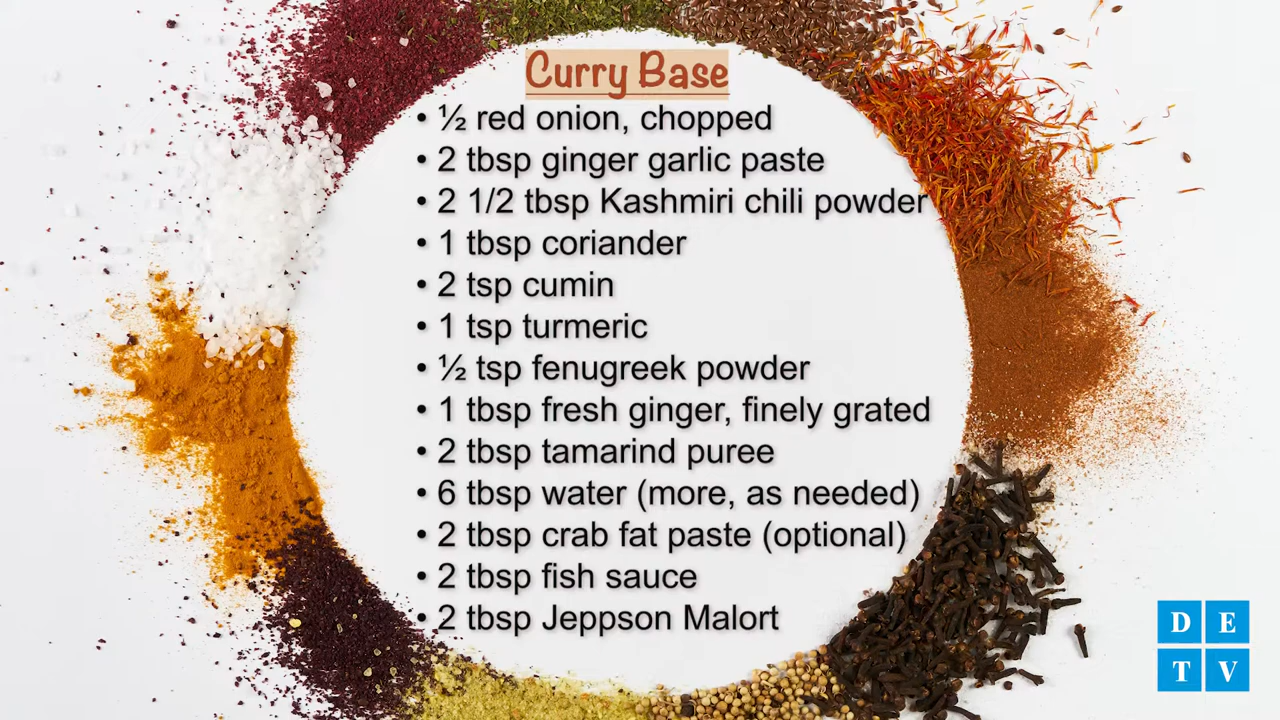 Curry Base
• ½ red onion, chopped
• 2 tbsp ginger garlic paste
• 2 1/2 tbsp Kashmiri chili powder
• 1 tbsp coriander
• 2 tsp cumin
• 1 tsp turmeric
• ½ tsp fenugreek powder
• 1 tbsp fresh ginger, finely grated
• 2 tbsp tamarind puree
• 6 tbsp water (more, as needed)
• 2 tbsp crab fat paste (optional)
• 2 tbsp fish sauce
• 2 tbsp Jeppson Malort
D E
T V